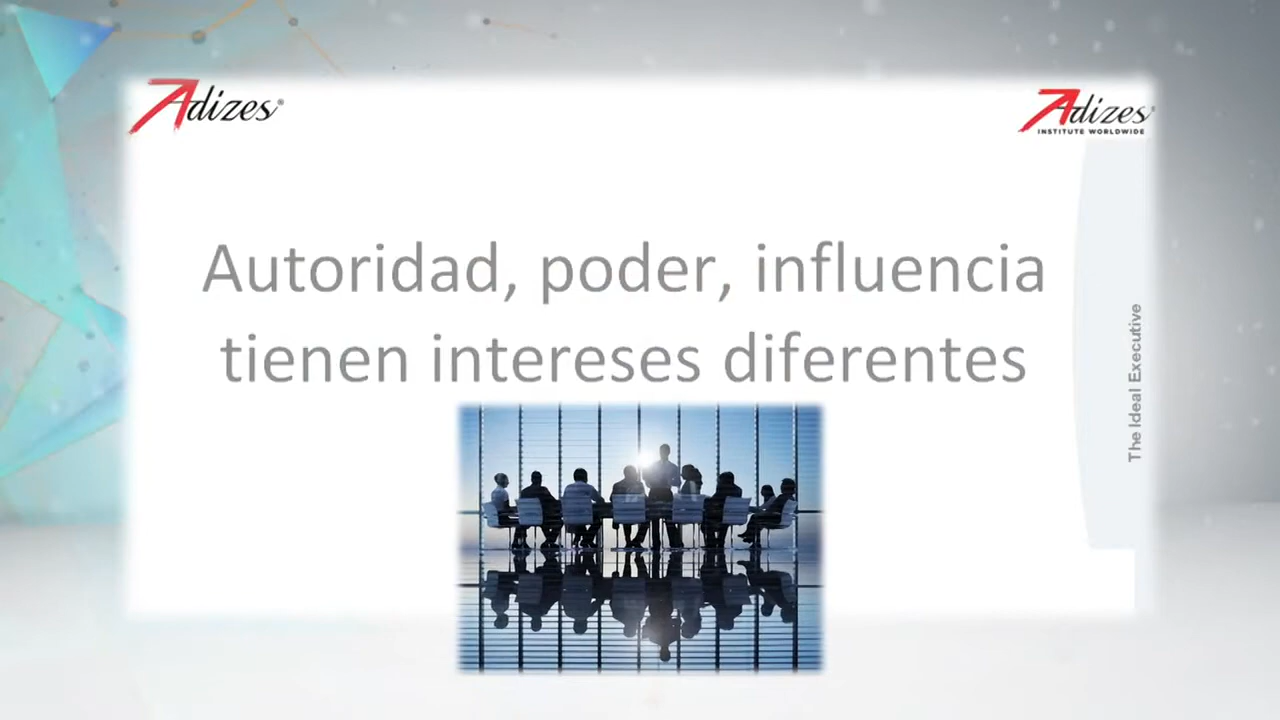 Adizes®
Adizes®
INSTITUTE WORLDWIDE
Autoridad, poder, influencia
tienen intereses diferentes
The Ideal Executive